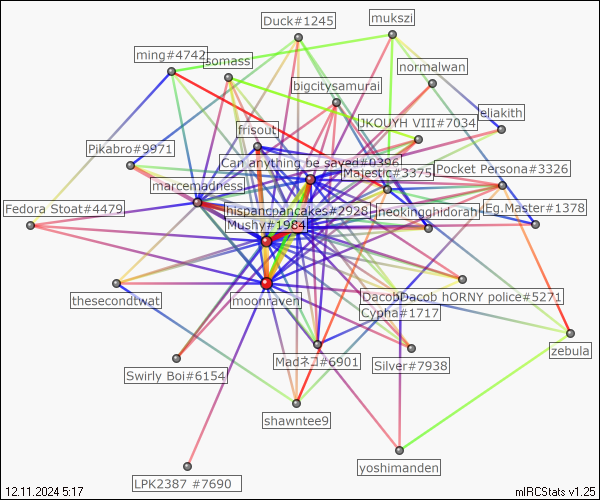 Duck#1245
mukszi
ming#4742
somass
normalwan
bigcitysamurai
eliakith
JKOUYH VIII#7034
frisout
Pikabro#9971
Can anything be sayed#0396
Majestic#3375
Pocket Persona#3326
marcemadness
Fedora Stoat#4479
hispancpancakes#2928
neokingghidorah
Eg.Master#1378
Mushy#1984
thesecondtwat
moonraven
DacobDacob hORNY police#5271
Cypha#1717
zebula
Swirly Boi#6154
Madネコ#6901
Silver#7938
shawntee9
yoshimanden
LPK2387 #7690
12.11.2024 5:17
mIRCStats v1.25